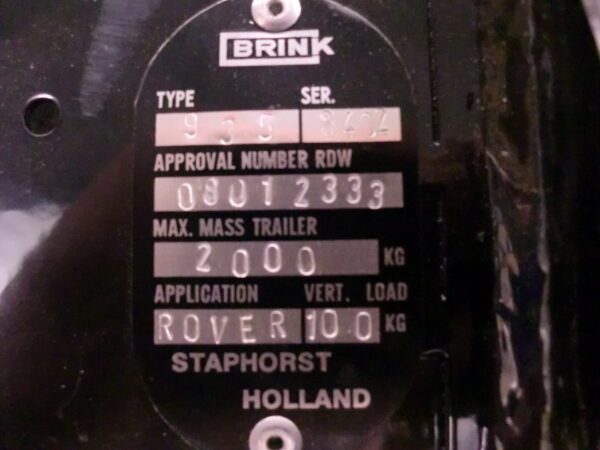 BRINK
TYPE SER.
935 3404
APPROVAL NUMBER RDW
08012333
MAX. MASS TRAILER
2000 KG
APPLICATION VERT. LOAD
ROVER 100 KG
STAPHORST
HOLLAND